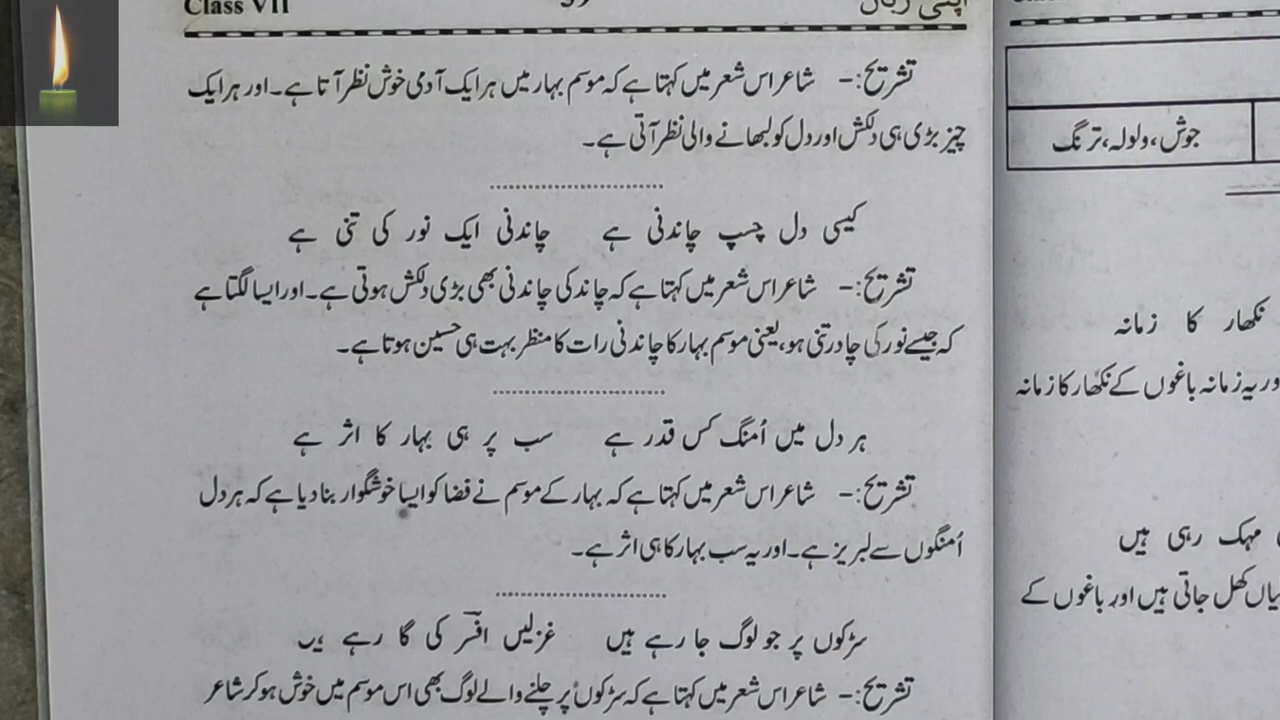 Class VII
اپنی زبان
تشریح:- شاعر اس شعر میں کہتا ہے کہ موسم بہار میں ہر ایک آدمی خوش نظر آتا ہے۔ اور ہر ایک
چیز بڑی ہی دلکش اور دل کو لبھانے والی نظر آتی ہے۔
کیسی دل چسپ چاندنی ہے چاندنی ایک نور کی تنی ہے
تشریح:- شاعر اس شعر میں کہتا ہے کہ چاند کی چاندنی بھی بڑی دلکش ہوتی ہے۔ اور ایسا لگتا ہے
کہ جیسے نور کی چادر تنی ہو، یعنی موسم بہار کا چاندنی رات کا منظر بہت ہی حسین ہوتا ہے۔
ہر دل میں اُمنگ کس قدر ہے سب پر ہی بہار کا اثر ہے
تشریح:- شاعر اس شعر میں کہتا ہے کہ بہار کے موسم نے فضا کو ایسا خوشگوار بنا دیا ہے کہ ہر دل
اُمنگوں سے لبریز ہے۔ اور یہ سب بہار کا ہی اثر ہے۔
سڑکوں پر جو لوگ جا رہے ہیں غزلیں افسر کی گا رہے ہیں
تشریح:- شاعر اس شعر میں کہتا ہے کہ سڑکوں پر چلنے والے لوگ بھی اس موسم میں خوش ہو کر شاعر
جوش، ولولہ، ترنگ
نکھار کا زمانہ
اور یہ زمانہ باغوں کے نکھار کا زمانہ
مہک رہی ہیں
کھل جاتی ہیں اور باغوں کے